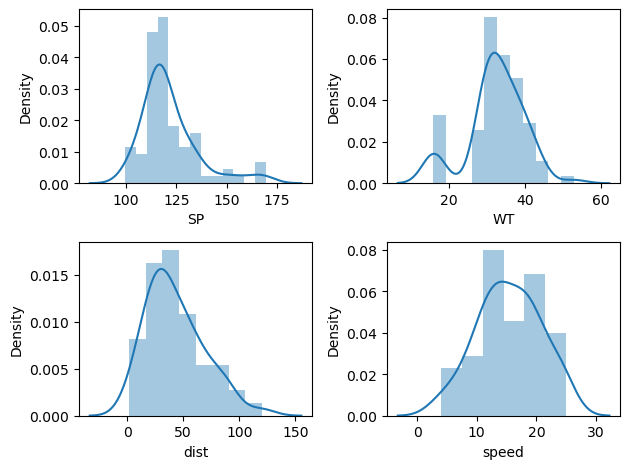 Density
0.05
0.04
0.03
0.02
0.01
0.00
100 125 150 175
SP
Density
0.08
0.06
0.04
0.02
0.00
20 40 60
WT
Density
0.015
0.010
0.005
0.000
0 50 100 150
dist
Density
0.08
0.06
0.04
0.02
0.00
0 10 20 30
speed